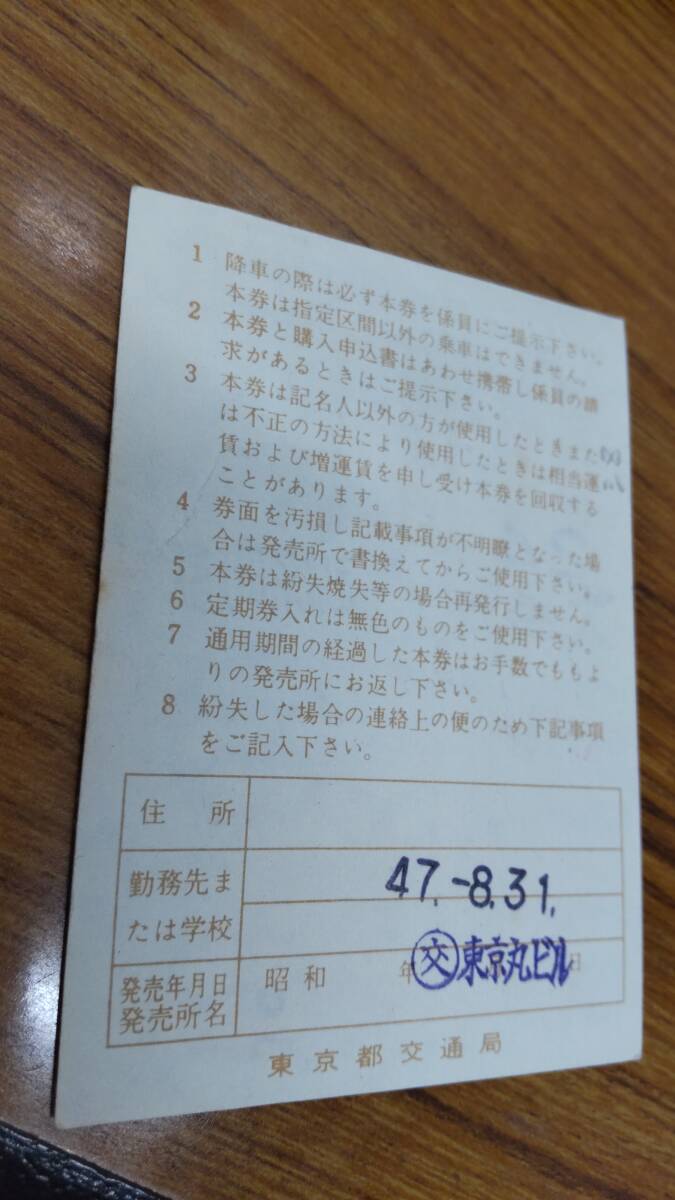 1 降車の際は必ず本券を係員にご提示下さい。
本券は指定区間以外の乗車はできません。
2 本券と購入申込書はあわせ携帯し係員の請
求があるときはご提示下さい。
3 本券は記名人以外の方が使用したときまた
は不正の方法により使用したときは相当運
賃および増運賃を申し受け本券を回収する
ことがあります。
4 券面を汚損し記載事項が不明瞭となった場
合は発売所で書換えてからご使用下さい。
5 本券は紛失焼失等の場合再発行しません。
6 定期券入れは無色のものをご使用下さい。
7 通用期間の経過した本券はお手数でももよ
りの発売所にお返し下さい。
8 紛失した場合の連絡上の便のため下記事項
をご記入下さい。
住所
勤務先ま
たは学校
47.-8.31.
発売年月日
発売所名
昭和 年 日
交 東京丸ビル
東京都交通局